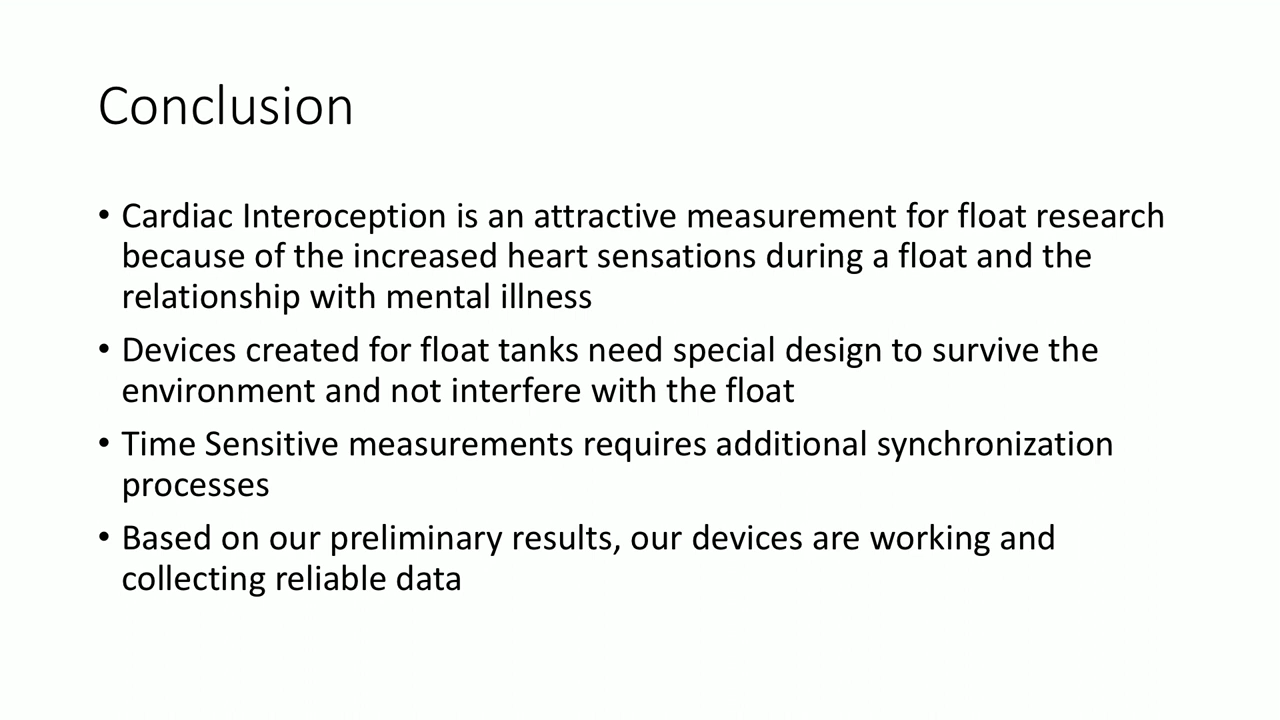 Conclusion
• Cardiac Interoception is an attractive measurement for float research
because of the increased heart sensations during a float and the
relationship with mental illness
• Devices created for float tanks need special design to survive the
environment and not interfere with the float
• Time Sensitive measurements requires additional synchronization
processes
• Based on our preliminary results, our devices are working and
collecting reliable data